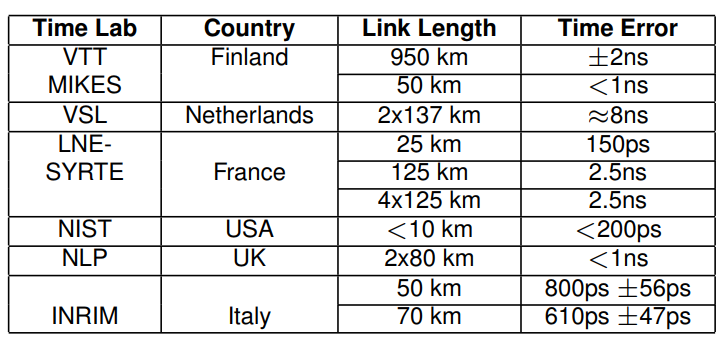 Time Lab Country Link Length Time Error
VTT Finland 950 km ±2ns
MIKES 50 km <1ns
VSL Netherlands 2x137 km ≈8ns
LNE- 25 km 150ps
SYRTE France 125 km 2.5ns
4x125 km 2.5ns
NIST USA <10 km <200ps
NLP UK 2x80 km <1ns
50 km 800ps ±56ps
INRIM Italy 70 km 610ps ±47ps